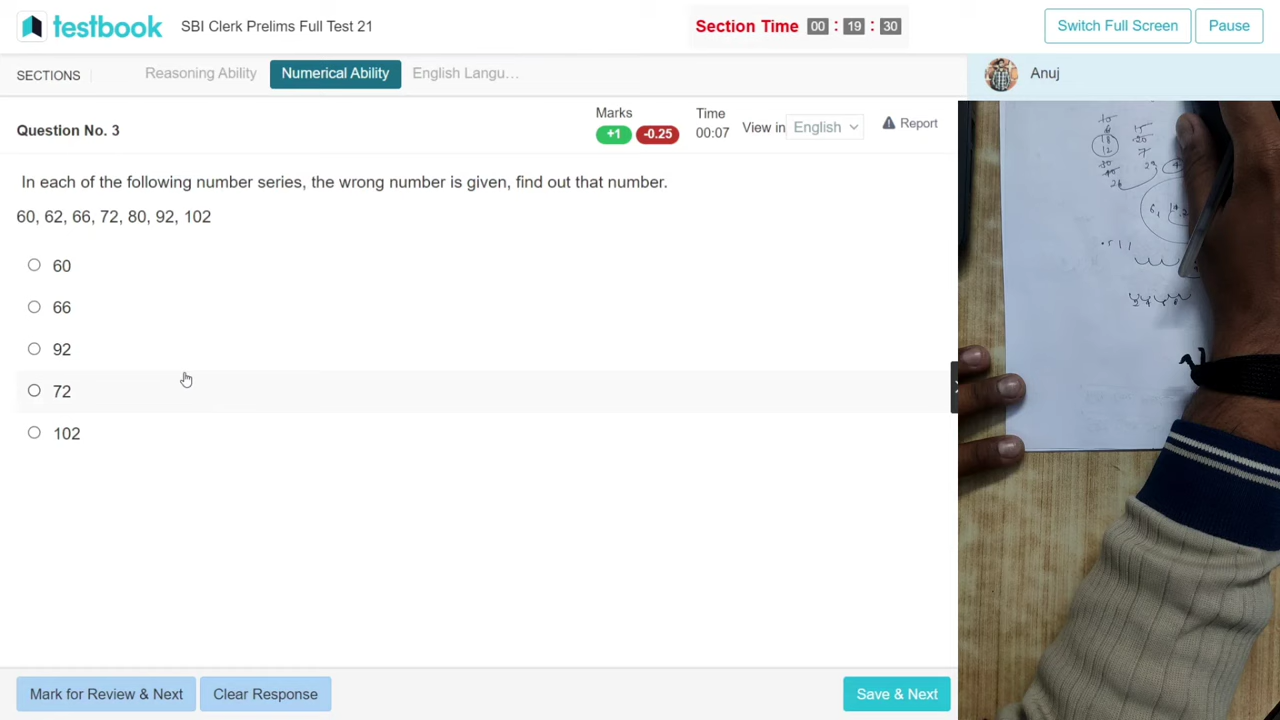 testbook
SBI Clerk Prelims Full Test 21
Section Time 00 : 19 : 30
Switch Full Screen
Pause
SECTIONS
Reasoning Ability
Numerical Ability
English Langu...
Anuj
Question No. 3
Marks
+1 -0.25
Time
00:07
View in English
Report
In each of the following number series, the wrong number is given, find out that number.
60, 62, 66, 72, 80, 92, 102
60
66
92
72
102
Mark for Review & Next
Clear Response
Save & Next